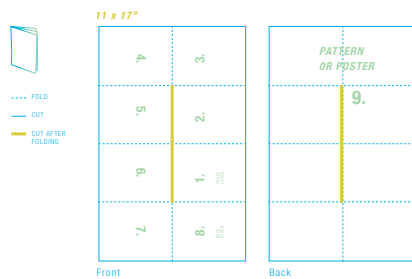 11 x 17"
PATTERN
OR POSTER
4.
3.
5.
2.
9.
6.
1.
7.
8.
FOLD
CUT
CUT AFTER
FOLDING
Front
Back